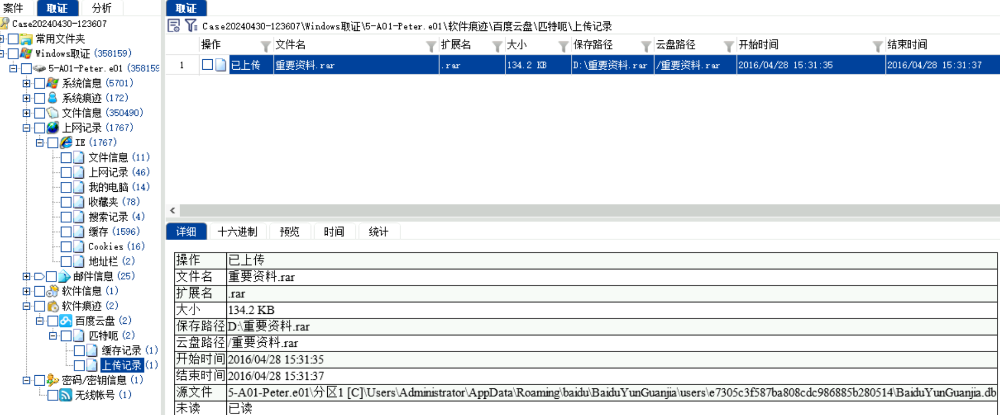 案件 取证 分析
Case20240430-123607
常用文件夹
Windows取证 (358159)
5-A01-Peter.e01 (358159
系统信息 (5701)
系统痕迹 (172)
文件信息 (350490)
上网记录 (1767)
IE (1767)
文件信息 (11)
上网记录 (46)
我的电脑 (14)
收藏夹 (78)
搜索记录 (4)
缓存 (1596)
Cookies (16)
地址栏 (2)
邮件信息 (25)
软件信息 (1)
软件痕迹 (2)
百度云盘 (2)
匹特呃 (2)
缓存记录 (1)
上传记录 (1)
密码/密钥信息 (1)
无线帐号 (1)
取证
Case20240430-123607\Windows取证\5-A01-Peter.e01\软件痕迹\百度云盘\匹特呃\上传记录
操作 文件名 扩展名 大小 保存路径 云盘路径 开始时间 结束时间
1 已上传 重要资料.rar .rar 134.2 KB D:\重要资料.rar /重要资料.rar 2016/04/28 15:31:35 2016/04/28 15:31:37
详细 十六进制 预览 时间 统计
操作 已上传
文件名 重要资料.rar
扩展名 .rar
大小 134.2 KB
保存路径 D:\重要资料.rar
云盘路径 /重要资料.rar
开始时间 2016/04/28 15:31:35
结束时间 2016/04/28 15:31:37
源文件 5-A01-Peter.e01\分区1 [C]\Users\Administrator\AppData\Roaming\baidu\BaiduYunGuanjia\users\e7305c3f587ba808cdc986885b280514\BaiduYunGuanjia.db
未读 已读